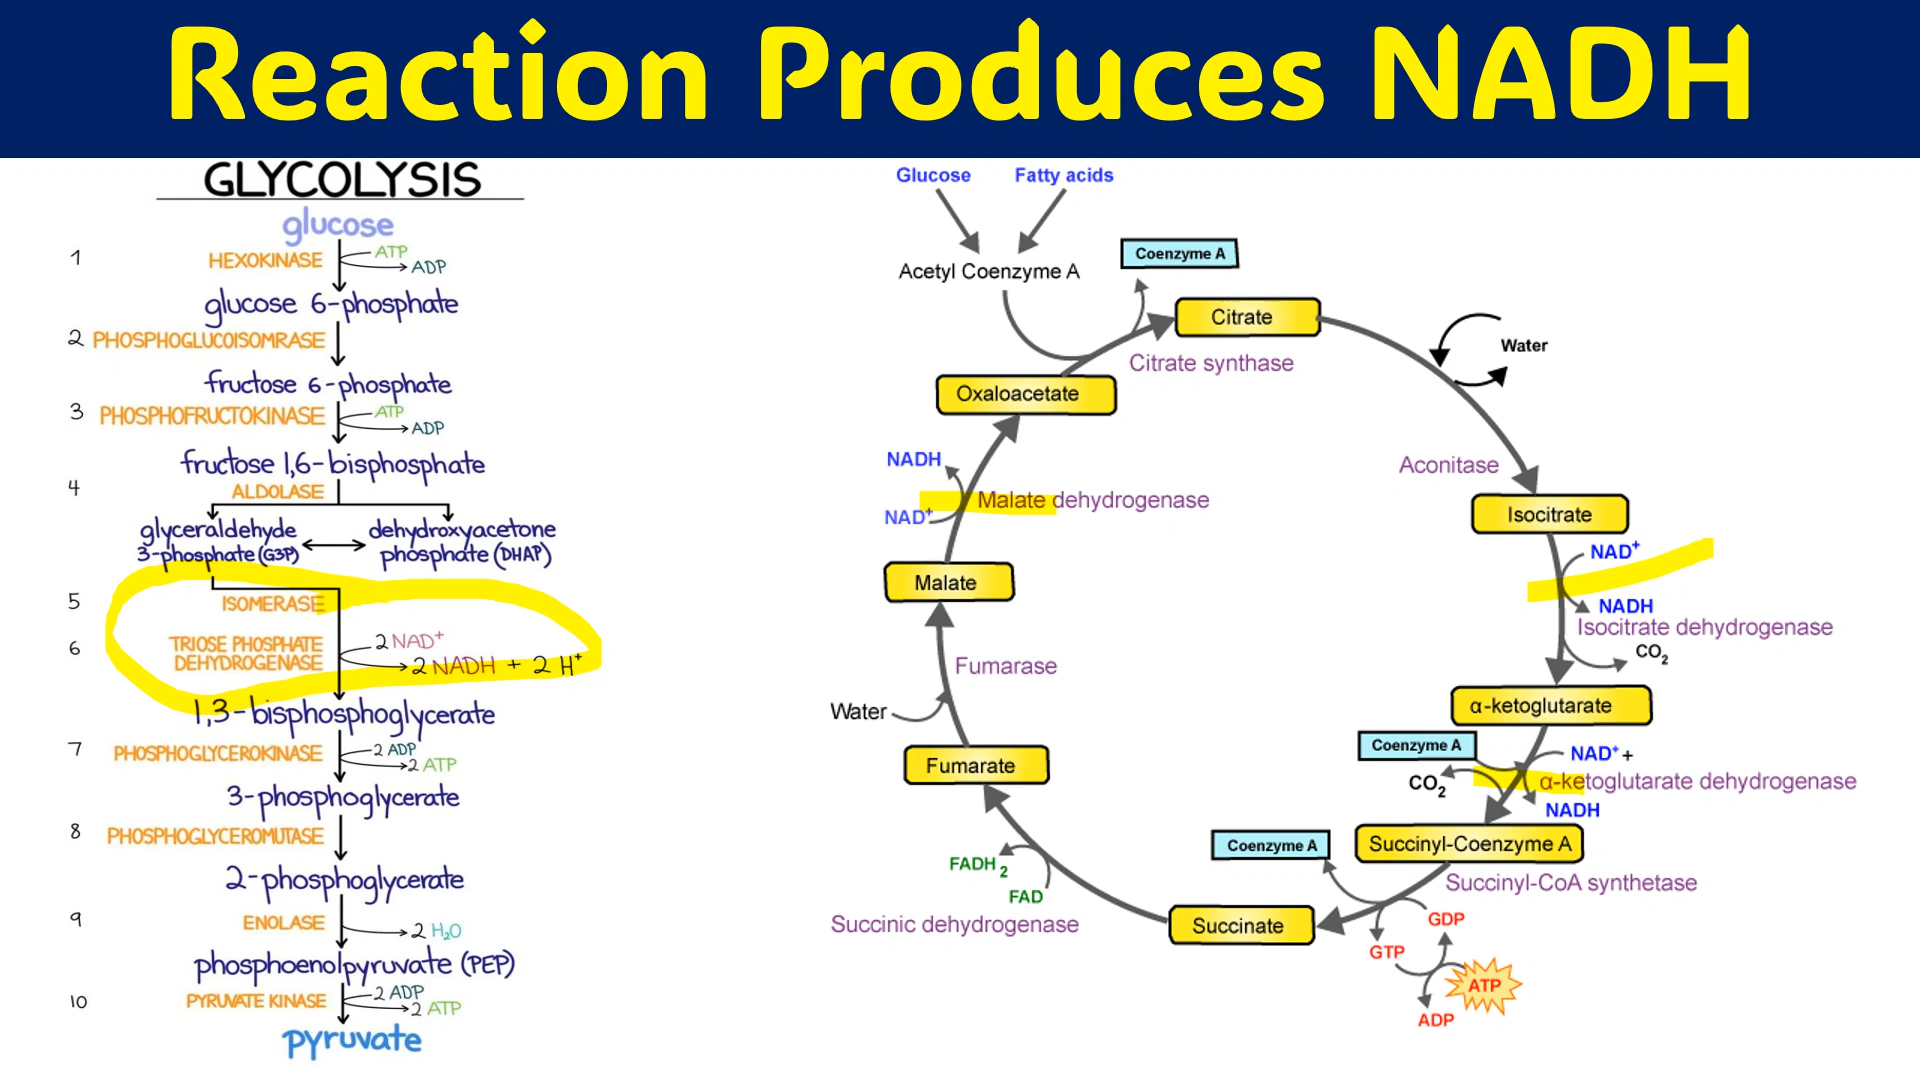 Reaction Produces NADH
GLYCOLYSIS
glucose
1
HEXOKINASE
ATP
ADP
glucose 6-phosphate
2
PHOSPHOGLUCOISOMRASE
fructose 6-phosphate
3
PHOSPHOFRUCTOKINASE
ATP
ADP
fructose 1,6-bisphosphate
4
ALDOLASE
glyceraldehyde
3-phosphate (G3P)
dehydroxyacetone
phosphate (DHAP)
5
ISOMERASE
6
TRIOSE PHOSPHATE
DEHYDROGENASE
2 NAD+
2 NADH + 2 H+
1,3-bisphosphoglycerate
7
PHOSPHOGLYCEROKINASE
2 ADP
2 ATP
3-phosphoglycerate
8
PHOSPHOGLYCEROMUTASE
2-phosphoglycerate
9
ENOLASE
2 H₂O
phosphoenolpyruvate (PEP)
10
PYRUVATE KINASE
2 ADP
2 ATP
pyruvate
Glucose
Fatty acids
Acetyl Coenzyme A
Coenzyme A
Citrate
Citrate synthase
Water
Aconitase
Isocitrate
NAD+
NADH
Isocitrate dehydrogenase
CO2
α-ketoglutarate
Coenzyme A
NAD+ +
CO2
α-ketoglutarate dehydrogenase
NADH
Succinyl-Coenzyme A
Coenzyme A
Succinyl-CoA synthetase
GDP
GTP
ATP
ADP
Succinate
FADH2
FAD
Succinic dehydrogenase
Fumarate
Water
Fumarase
Malate
NAD+
Malate dehydrogenase
NADH
Oxaloacetate